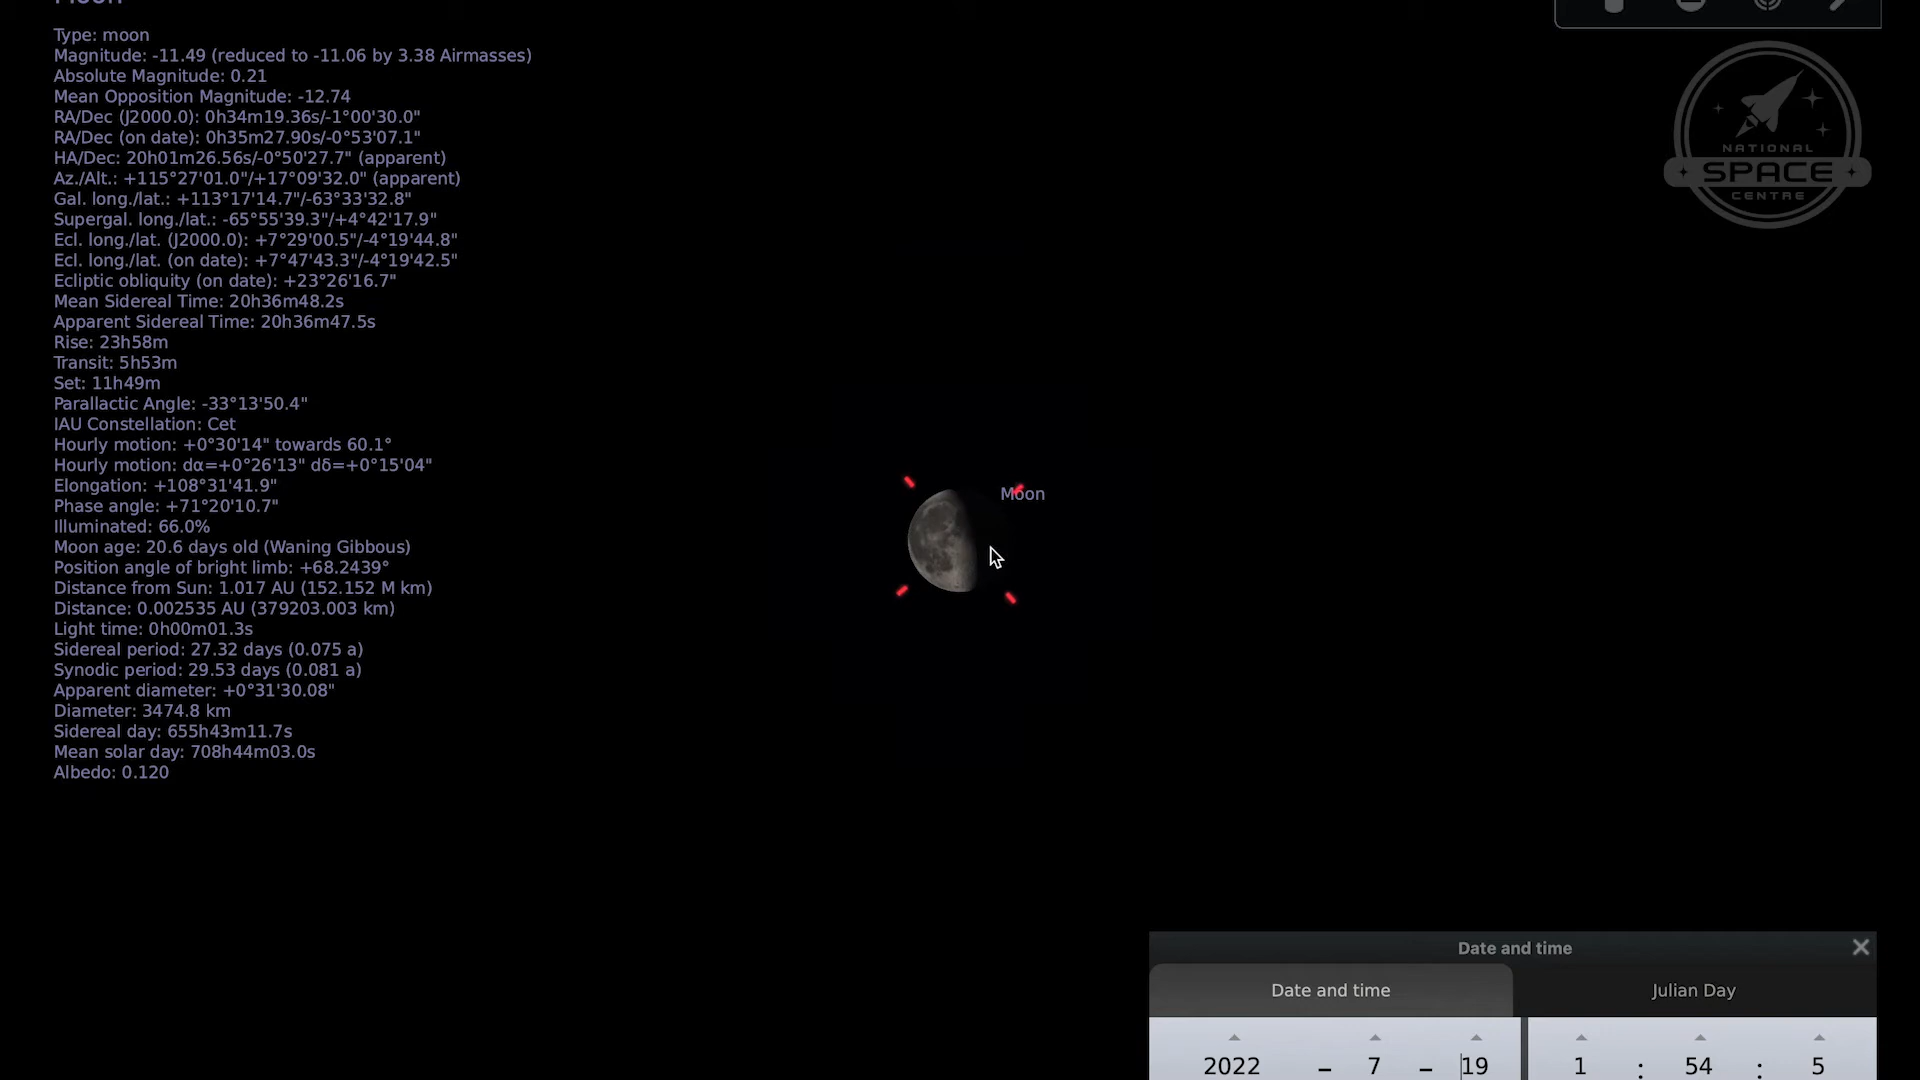 Moon
Type: moon
Magnitude: -11.49 (reduced to -11.06 by 3.38 Airmasses)
Absolute Magnitude: 0.21
Mean Opposition Magnitude: -12.74
RA/Dec (J2000.0): 0h34m19.36s/-1°00'30.0"
RA/Dec (on date): 0h35m27.90s/-0°53'07.1"
HA/Dec: 20h01m26.56s/-0°50'27.7" (apparent)
Az./Alt.: +115°27'01.0"/+17°09'32.0" (apparent)
Gal. long./lat.: +113°17'14.7"/-63°33'32.8"
Supergal. long./lat.: -65°55'39.3"/+4°42'17.9"
Ecl. long./lat. (J2000.0): +7°29'00.5"/-4°19'44.8"
Ecl. long./lat. (on date): +7°47'43.3"/-4°19'42.5"
Ecliptic obliquity (on date): +23°26'16.7"
Mean Sidereal Time: 20h36m48.2s
Apparent Sidereal Time: 20h36m47.5s
Rise: 23h58m
Transit: 5h53m
Set: 11h49m
Parallactic Angle: -33°13'50.4"
IAU Constellation: Cet
Hourly motion: +0°30'14" towards 60.1°
Hourly motion: dα=+0°26'13" dδ=+0°15'04"
Elongation: +108°31'41.9"
Phase angle: +71°20'10.7"
Illuminated: 66.0%
Moon age: 20.6 days old (Waning Gibbous)
Position angle of bright limb: +68.2439°
Distance from Sun: 1.017 AU (152.152 M km)
Distance: 0.002535 AU (379203.003 km)
Light time: 0h00m01.3s
Sidereal period: 27.32 days (0.075 a)
Synodic period: 29.53 days (0.081 a)
Apparent diameter: +0°31'30.08"
Diameter: 3474.8 km
Sidereal day: 655h43m11.7s
Mean solar day: 708h44m03.0s
Albedo: 0.120
Moon
NATIONAL
SPACE
CENTRE
Date and time
Date and time
Julian Day
2022 – 7 – 19 1 : 54 : 5